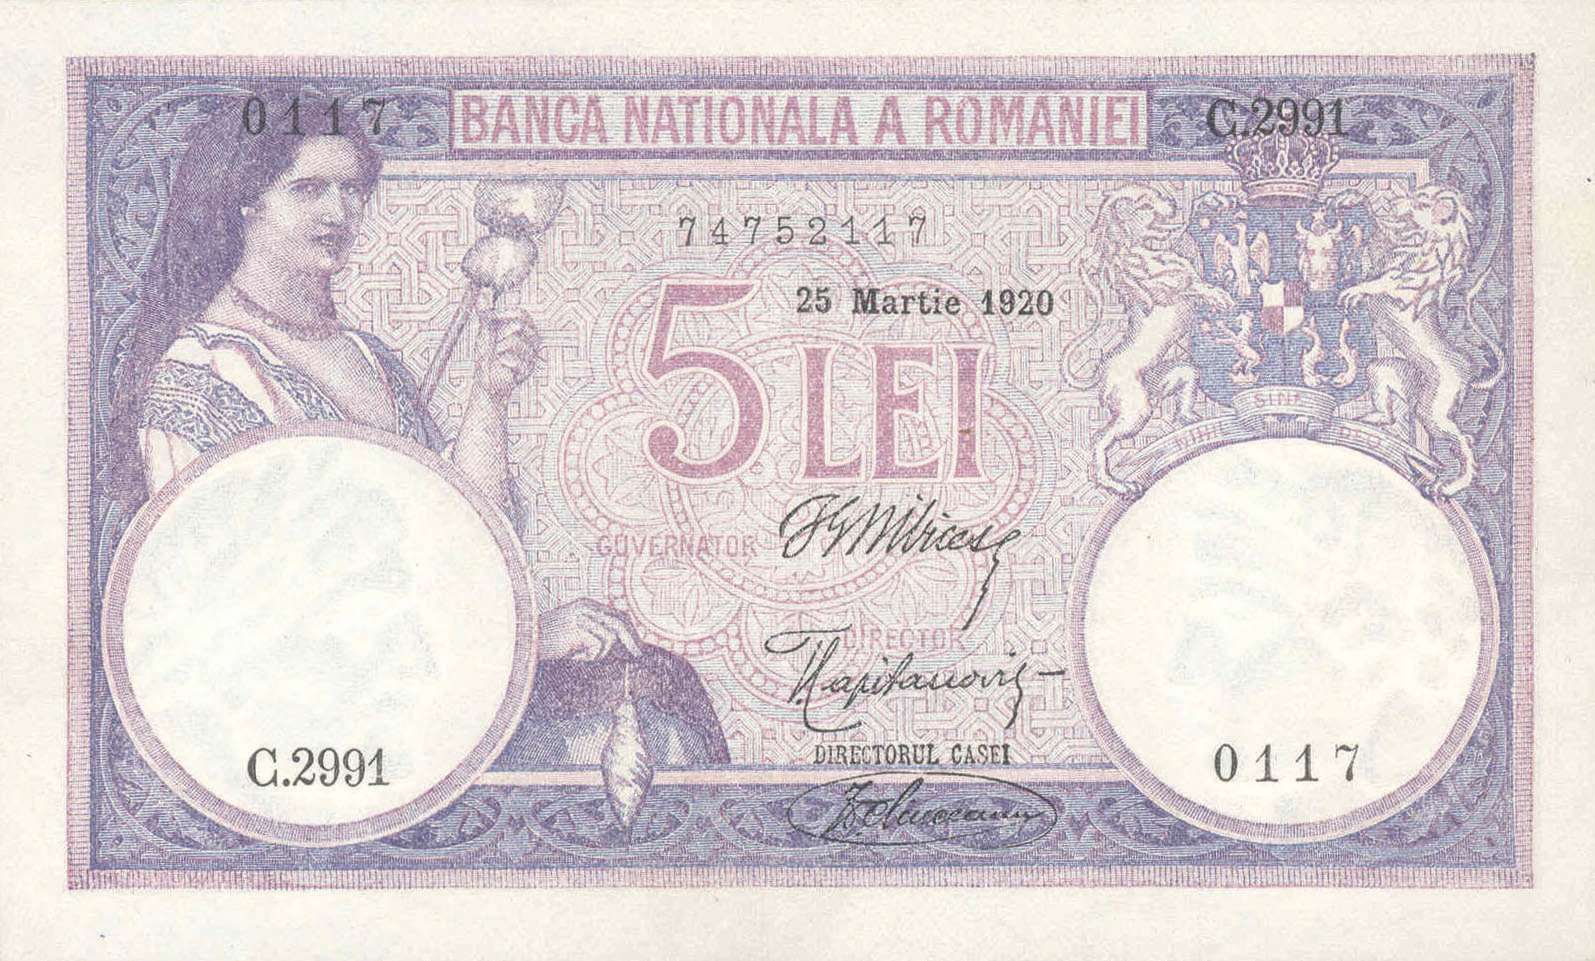 0117
BANCA NATIONALA A ROMANIEI
C.2991
74752117
25 Martie 1920
5 LEI
GUVERNATOR
DIRECTOR
DIRECTORUL CASEI
C.2991
0117